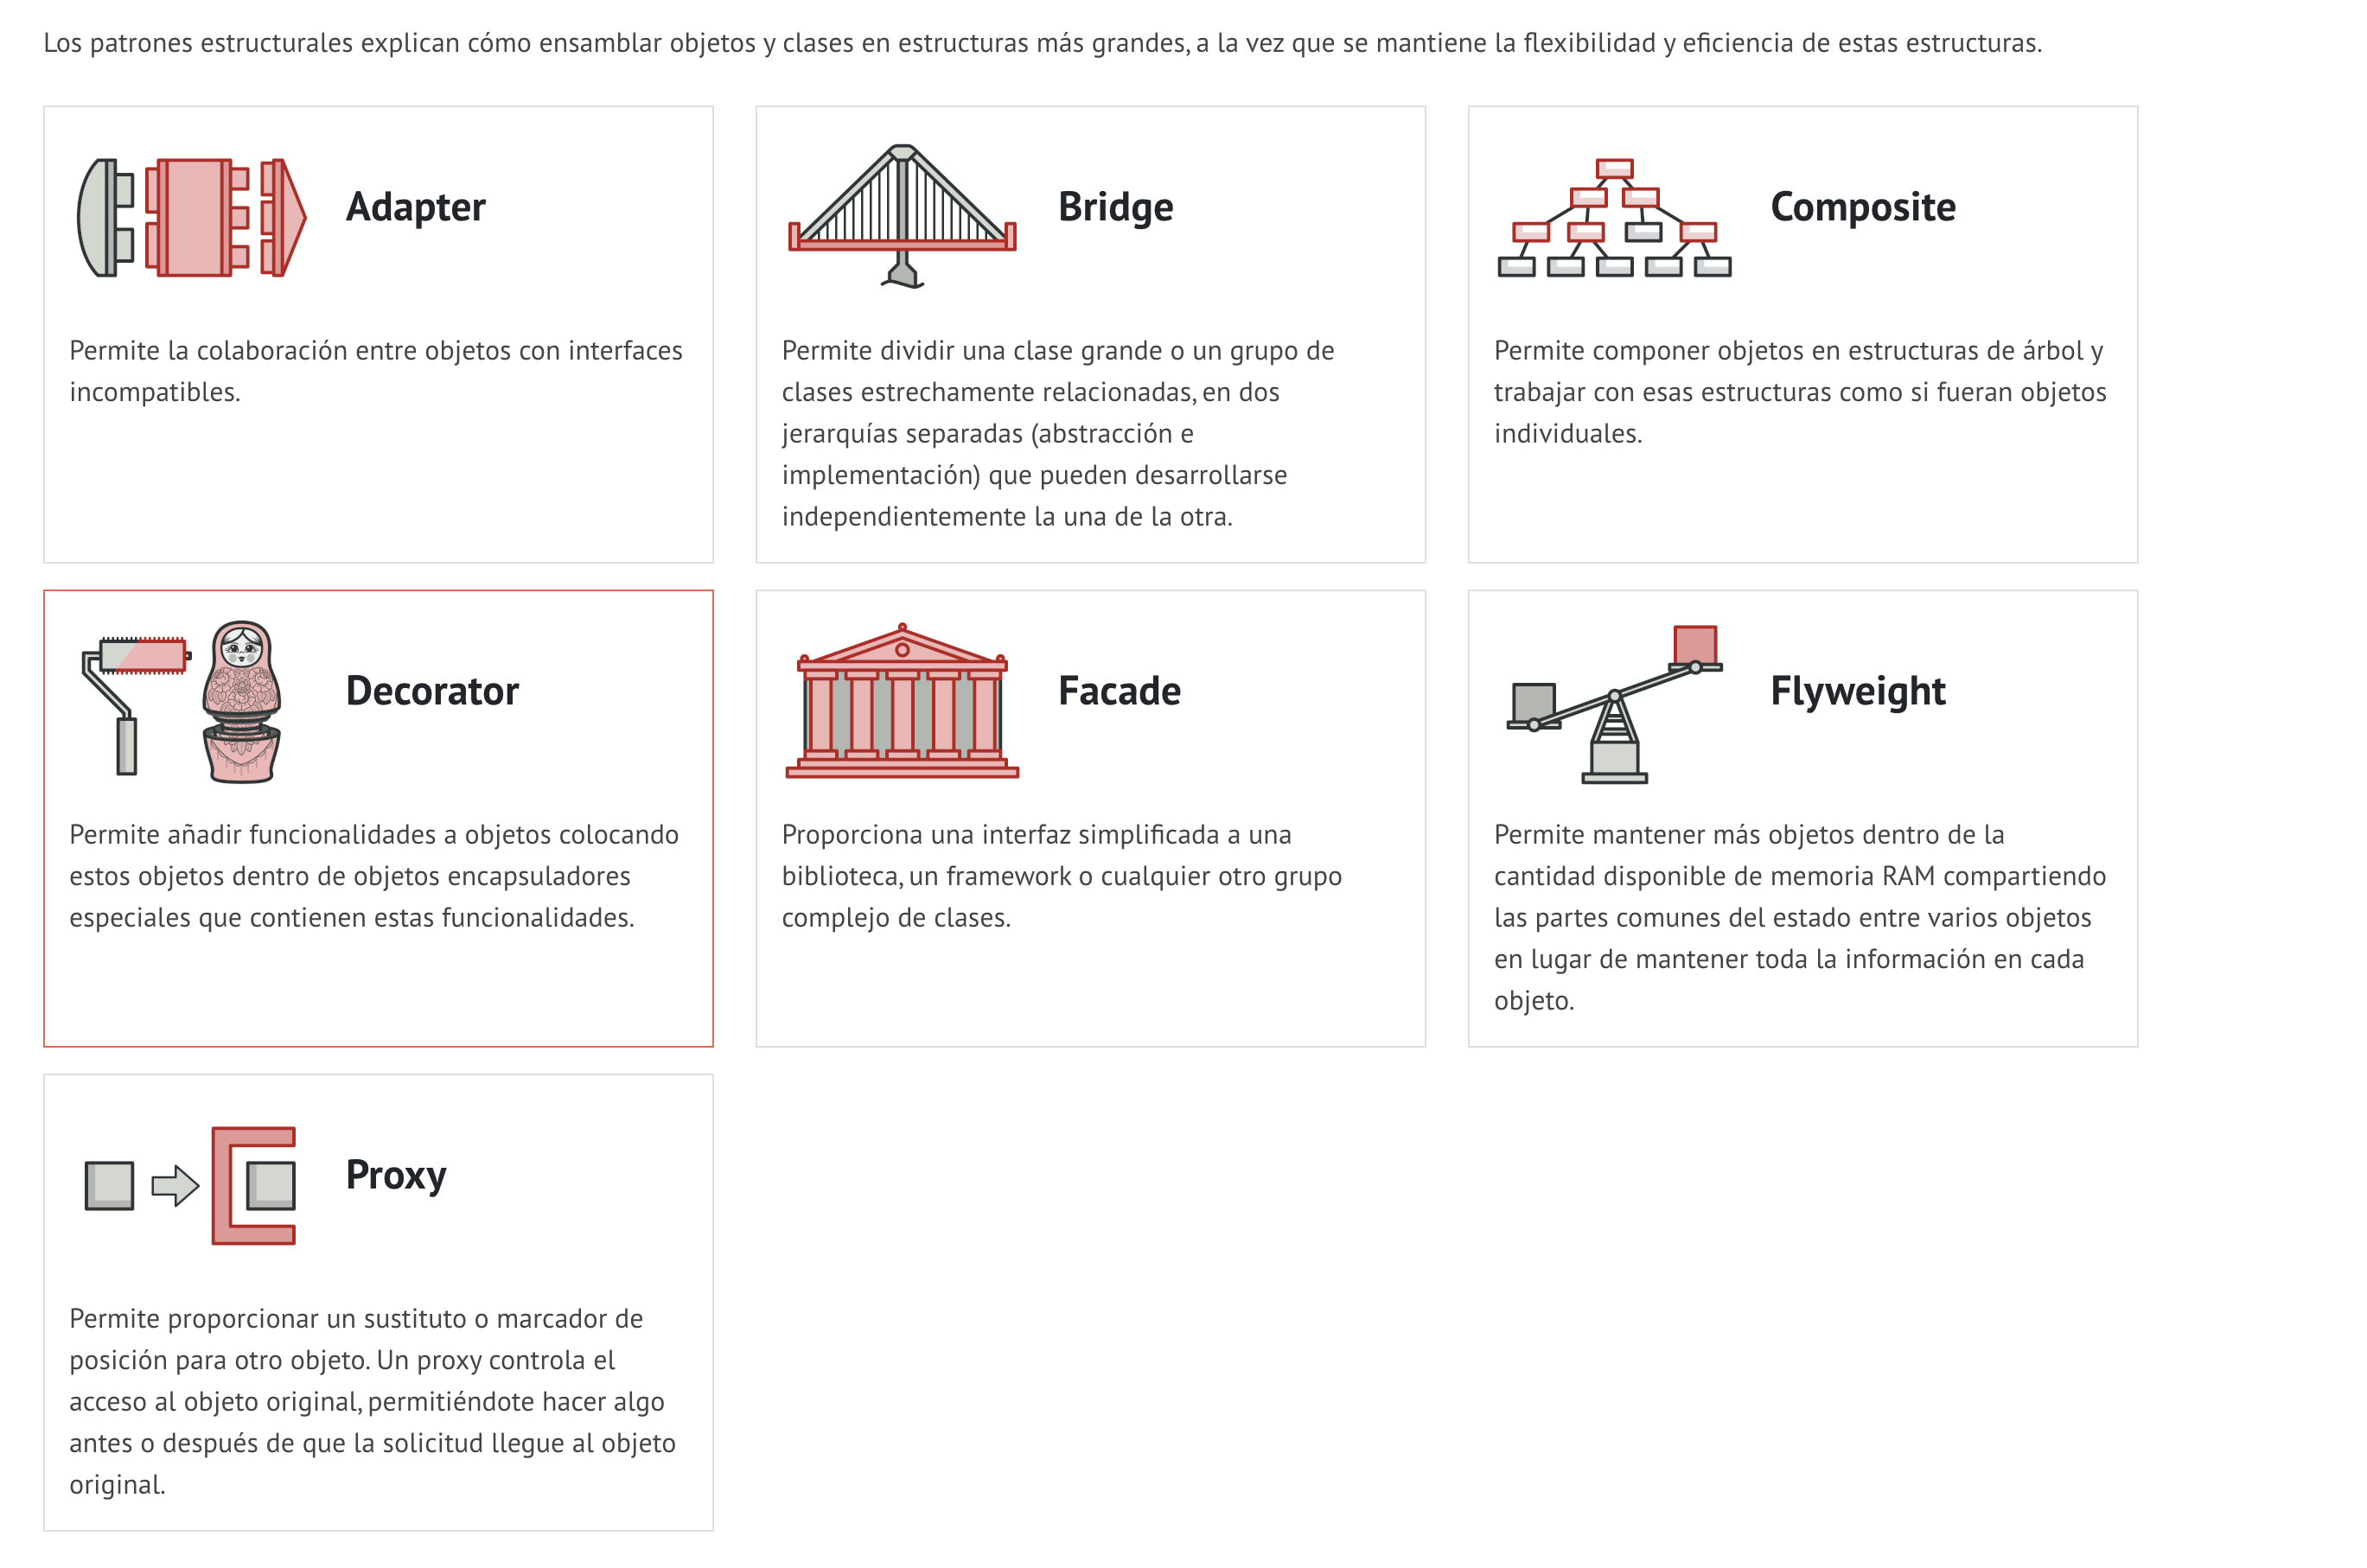 Los patrones estructurales explican cómo ensamblar objetos y clases en estructuras más grandes, a la vez que se mantiene la flexibilidad y eficiencia de estas estructuras.
Adapter
Permite la colaboración entre objetos con interfaces
incompatibles.
Bridge
Permite dividir una clase grande o un grupo de
clases estrechamente relacionadas, en dos
jerarquías separadas (abstracción e
implementación) que pueden desarrollarse
independientemente la una de la otra.
Composite
Permite componer objetos en estructuras de árbol y
trabajar con esas estructuras como si fueran objetos
individuales.
Decorator
Permite añadir funcionalidades a objetos colocando
estos objetos dentro de objetos encapsuladores
especiales que contienen estas funcionalidades.
Facade
Proporciona una interfaz simplificada a una
biblioteca, un framework o cualquier otro grupo
complejo de clases.
Flyweight
Permite mantener más objetos dentro de la
cantidad disponible de memoria RAM compartiendo
las partes comunes del estado entre varios objetos
en lugar de mantener toda la información en cada
objeto.
Proxy
Permite proporcionar un sustituto o marcador de
posición para otro objeto. Un proxy controla el
acceso al objeto original, permitiéndote hacer algo
antes o después de que la solicitud llegue al objeto
original.